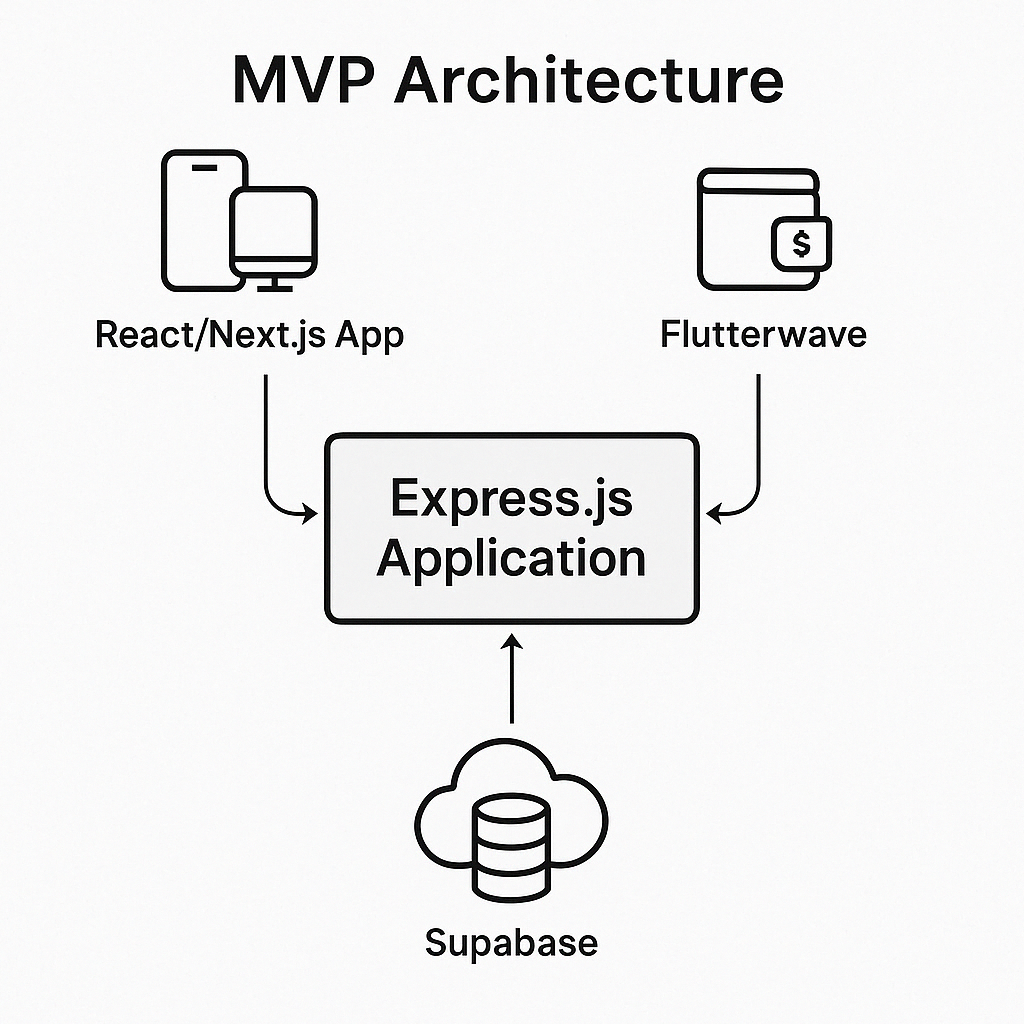 MVP Architecture
React/Next.js App
Flutterwave
$
Express.js
Application
Supabase